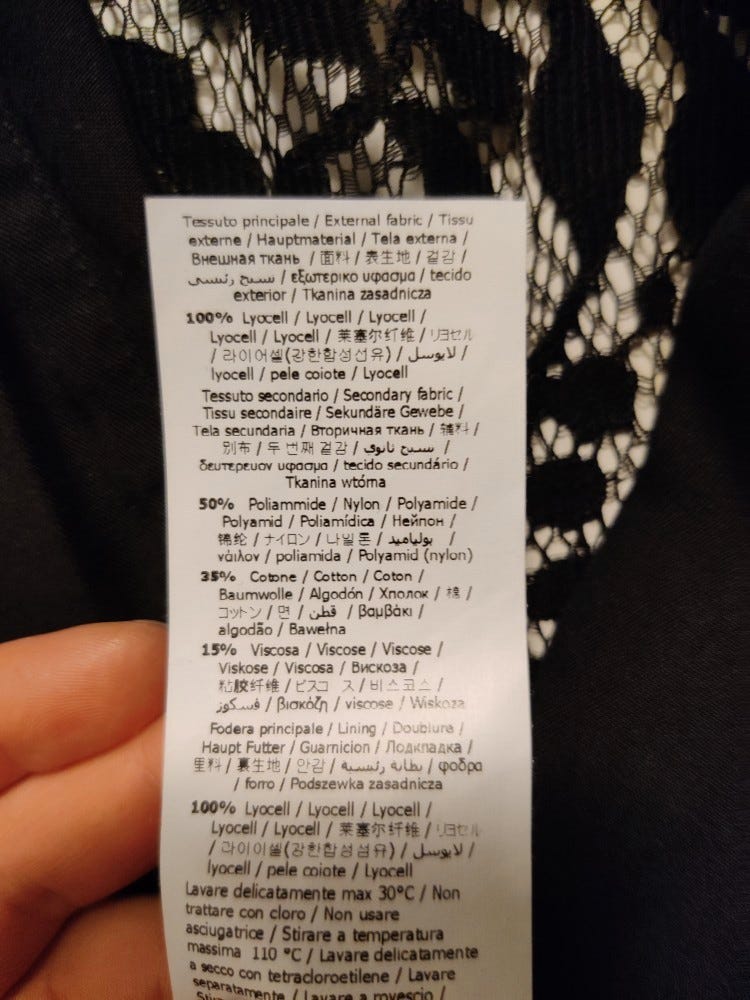 Tessuto principale / External fabric / Tissu
externe / Hauptmaterial / Tela externa /
Внешная ткань / 面料 / 表生地 / 겉감 /
نسيج رئيسي / εξωτερικο υφασμα / tecido
exterior / Tkanina zasadnicza
100% Lyocell / Lyocell / Lyocell /
Lyocell / Lyocell / 莱塞尔纤维 / リヨセル
/ 라이어셀(강한합성섬유) / لايوسل /
lyocell / pele coiote / Lyocell
Tessuto secondario / Secondary fabric /
Tissu secondaire / Sekundäre Gewebe /
Tela secundaria / Вторичная ткань / 辅料 /
別布 / 두 번째 겉감 / نسيج ثانوي /
δευτερευον υφασμα / tecido secundário /
Tkanina wtórna
50% Poliammide / Nylon / Polyamide /
Polyamid / Poliamídica / Нейлон /
锦纶 / ナイロン / 나일론 / بولياميد /
νάιλον / poliamida / Polyamid (nylon)
35% Cotone / Cotton / Coton /
Baumwolle / Algodón / Хлопок / 棉 /
コットン / 면 / قطن / βαμβάκι /
algodão / Bawełna
15% Viscosa / Viscose / Viscose /
Viskose / Viscosa / Вискоза /
粘胶纤维 / ビスコース / 비스코스 /
فسكوز / βισκόζη / viscose / Wiskoza
Fodera principale / Lining / Doublure /
Haupt Futter / Guarnicion / Подкладка /
里料 / 裏生地 / 안감 / بطانة رئيسية / φοδρα
/ forro / Podszewka zasadnicza
100% Lyocell / Lyocell / Lyocell /
Lyocell / Lyocell / 莱塞尔纤维 / リヨセル
/ 라이이셀(강한합성섬유) / لايوسل /
lyocell / pele coiote / Lyocell
Lavare delicatamente max 30°C / Non
trattare con cloro / Non usare
asciugatrice / Stirare a temperatura
massima 110 °C / Lavare delicatamente
a secco con tetracloroetilene / Lavare
separatamente / Lavare a rovescio /